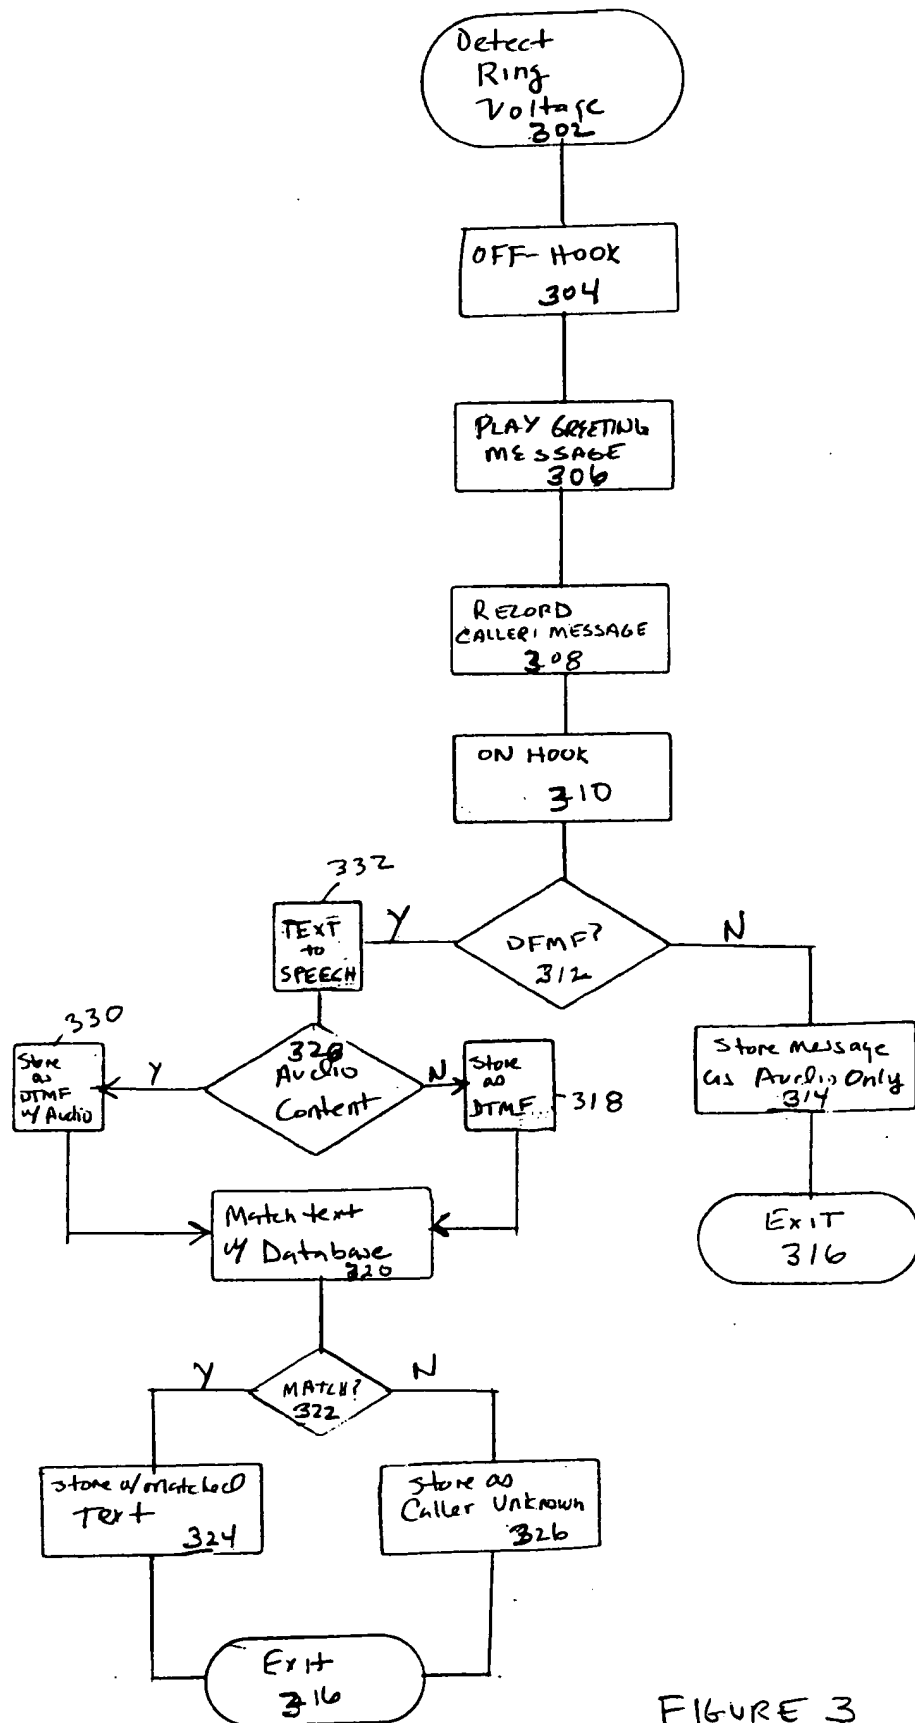 Detect
Ring
Voltage
302
OFF-HOOK
304
PLAY GREETING
MESSAGE
306
RECORD
CALLER'S MESSAGE
308
ON HOOK
310
332
TEXT
to
SPEECH
Y
DFMF?
312
N
330
Store
as
DTMF
w/ Audio
Y
328
Audio
Content
N
Store
as
DTMF
318
Store message
as Audio Only
314
Match text
w/ Database
320
EXIT
316
Y
MATCH?
322
N
Store w/ matched
Text
324
Store as
Caller Unknown
326
Exit
316
FIGURE 3